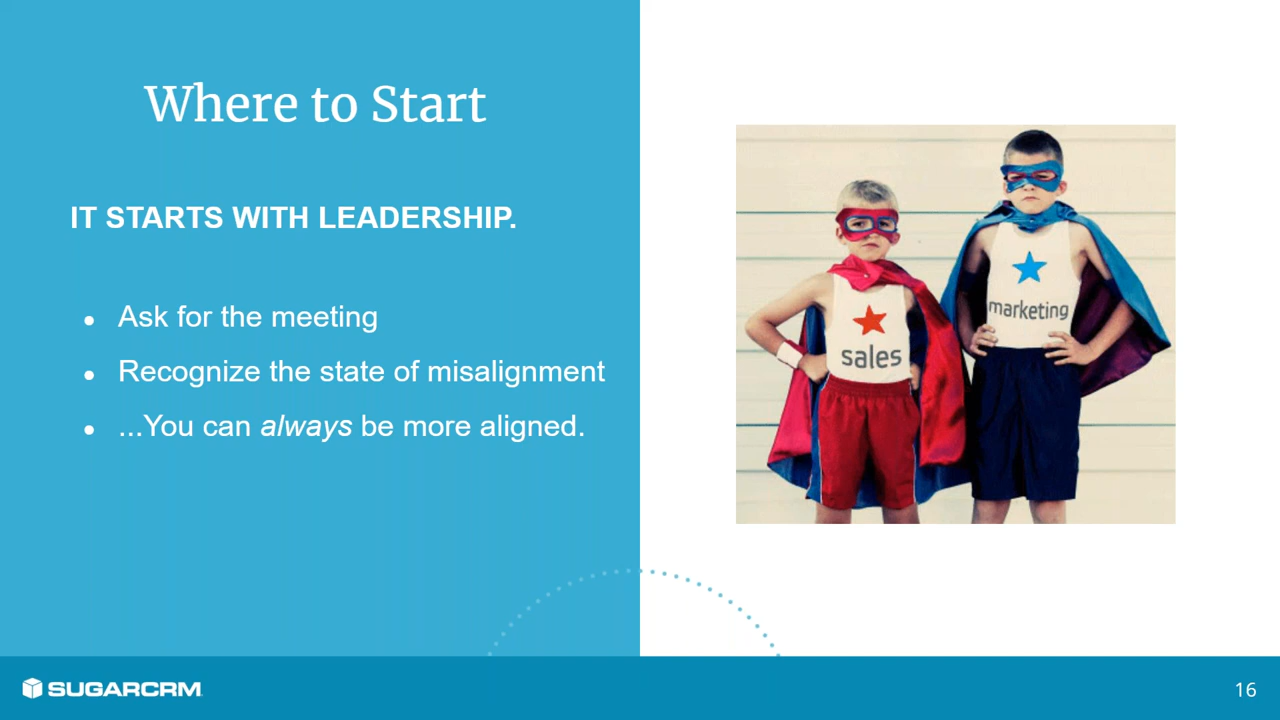 Where to Start
IT STARTS WITH LEADERSHIP.
Ask for the meeting
Recognize the state of misalignment
...You can always be more aligned.
sales
marketing
SUGARCRM
16